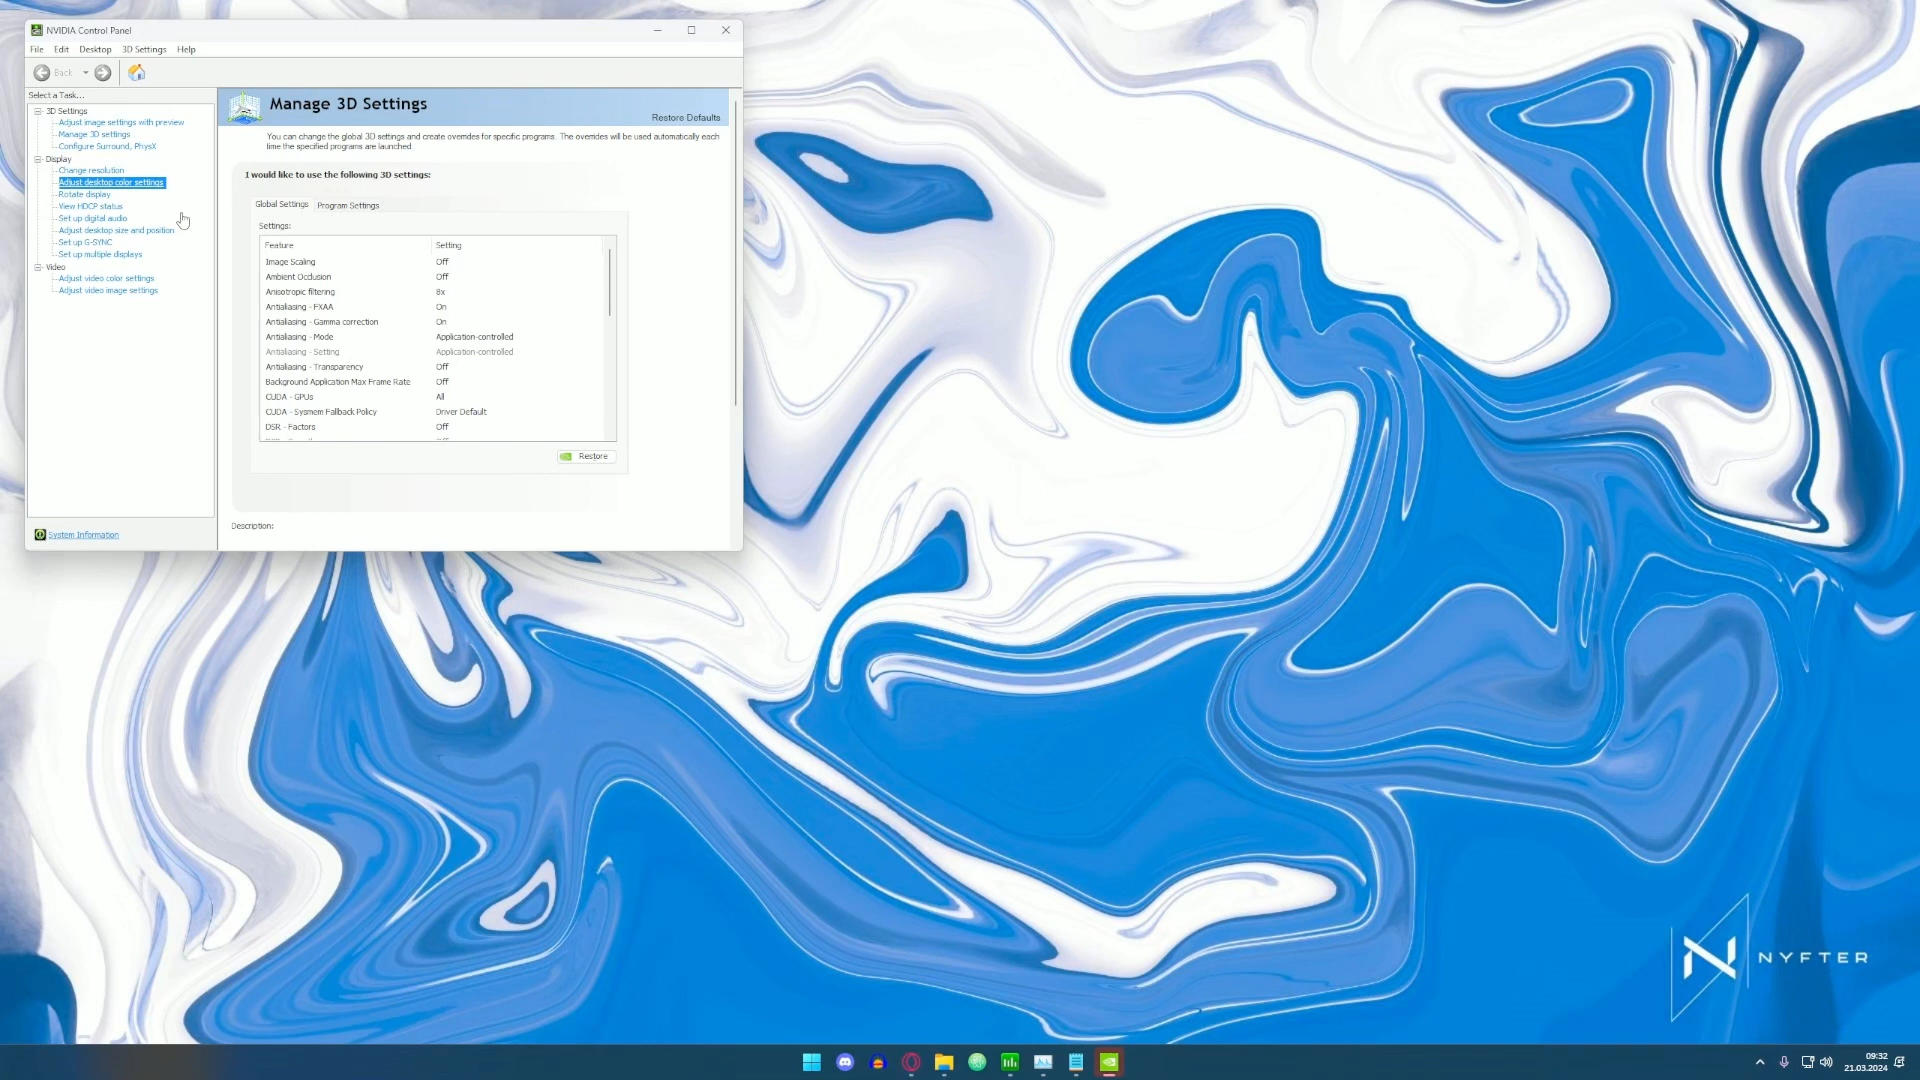 NVIDIA Control Panel
File Edit Desktop 3D Settings Help
Back
Select a Task...
3D Settings
Adjust image settings with preview
Manage 3D settings
Configure Surround, PhysX
Display
Change resolution
Adjust desktop color settings
Rotate display
View HDCP status
Set up digital audio
Adjust desktop size and position
Set up G-SYNC
Set up multiple displays
Video
Adjust video color settings
Adjust video image settings
System Information
Manage 3D Settings
Restore Defaults
You can change the global 3D settings and create overrides for specific programs. The overrides will be used automatically each
time the specified programs are launched.
I would like to use the following 3D settings:
Global Settings Program Settings
Settings:
Feature Setting
Image Scaling Off
Ambient Occlusion Off
Anisotropic filtering 8x
Antialiasing - FXAA On
Antialiasing - Gamma correction On
Antialiasing - Mode Application-controlled
Antialiasing - Setting Application-controlled
Antialiasing - Transparency Off
Background Application Max Frame Rate Off
CUDA - GPUs All
CUDA - Sysmem Fallback Policy Driver Default
DSR - Factors Off
Restore
Description:
NYFTER
09:32
21.03.2024